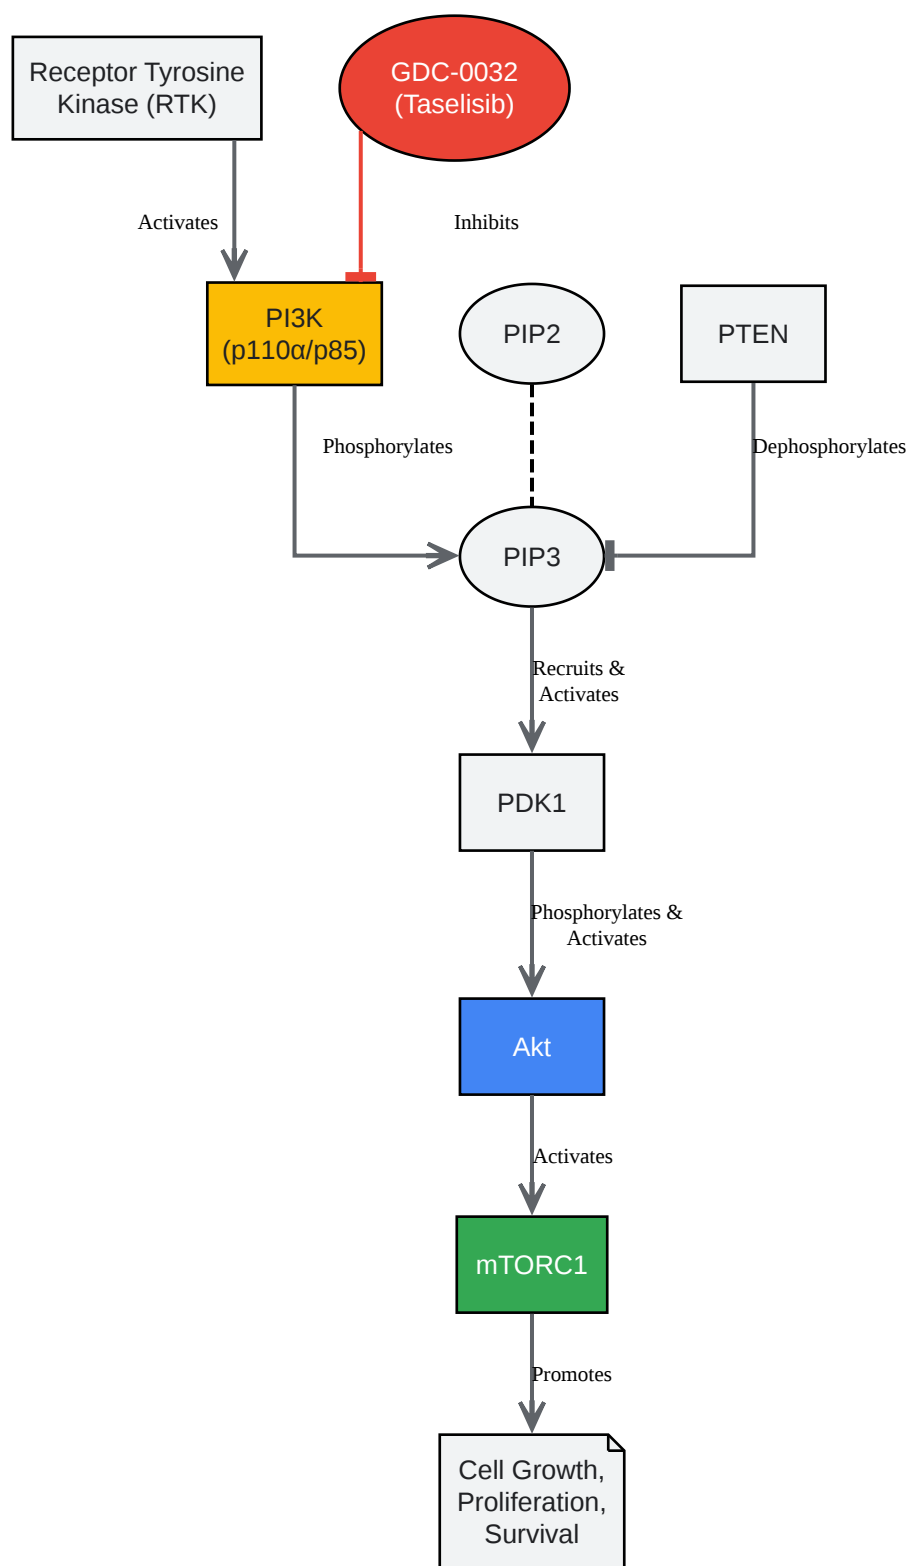 Receptor Tyrosine
Kinase (RTK)
GDC-0032
(Taselisib)
Activates
Inhibits
PI3K
(p110α/p85)
PIP2
PTEN
Phosphorylates
Dephosphorylates
PIP3
Recruits &
Activates
PDK1
Phosphorylates &
Activates
Akt
Activates
mTORC1
Promotes
Cell Growth,
Proliferation,
Survival